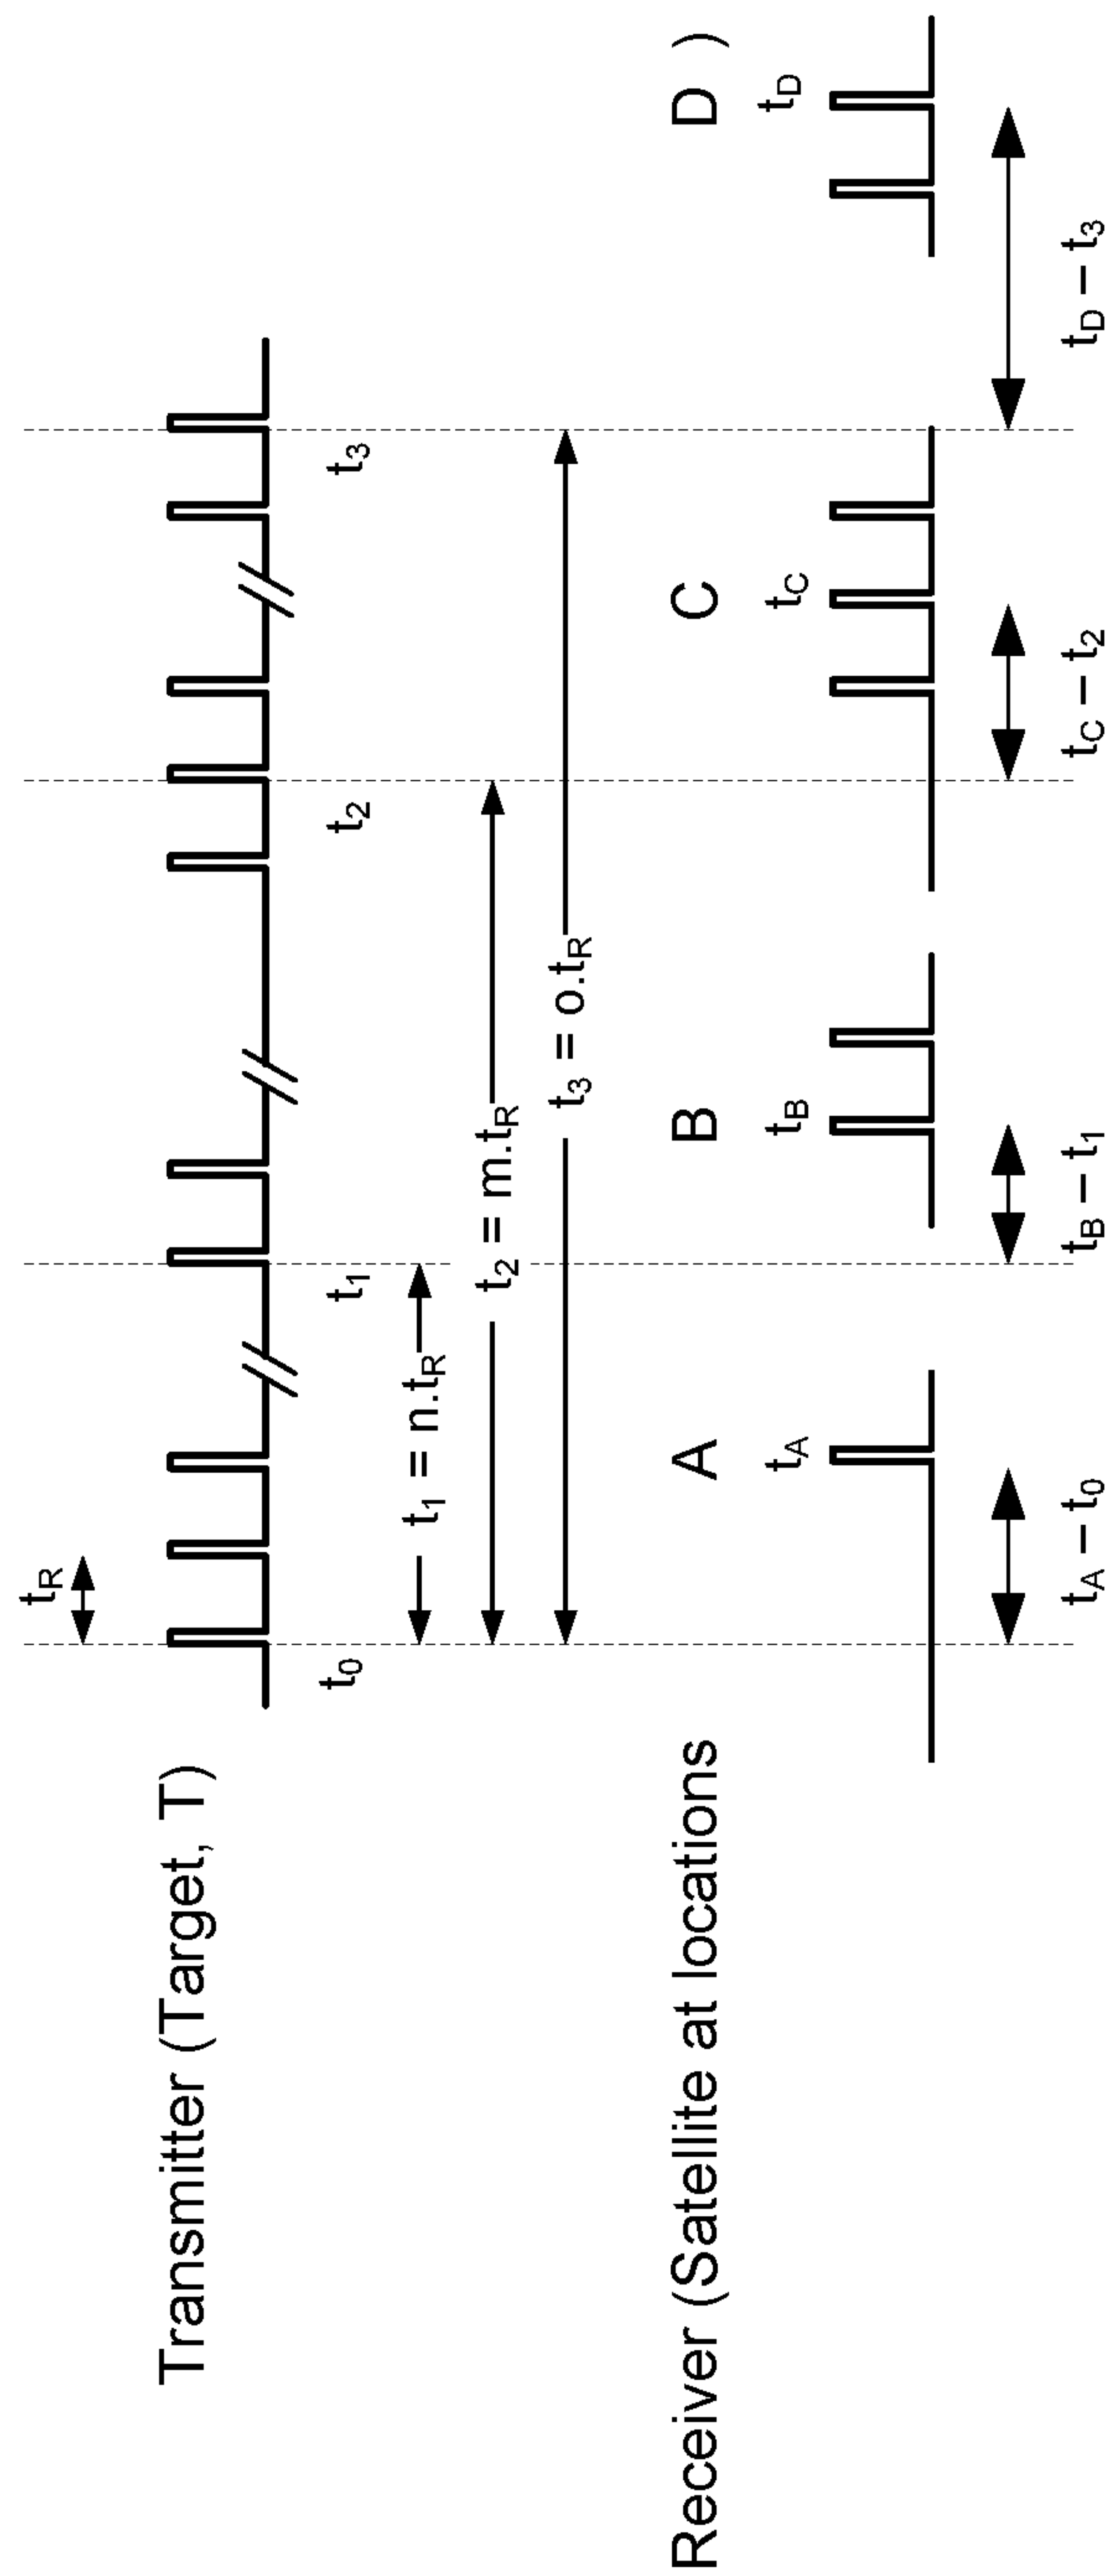 t_R
Transmitter (Target, T)
t_0
t_1
t_2
t_3
t_1 = n.t_R
t_2 = m.t_R
t_3 = o.t_R
Receiver (Satellite at locations A B C D )
t_A
t_B
t_C
t_D
t_A – t_0
t_B – t_1
t_C – t_2
t_D – t_3